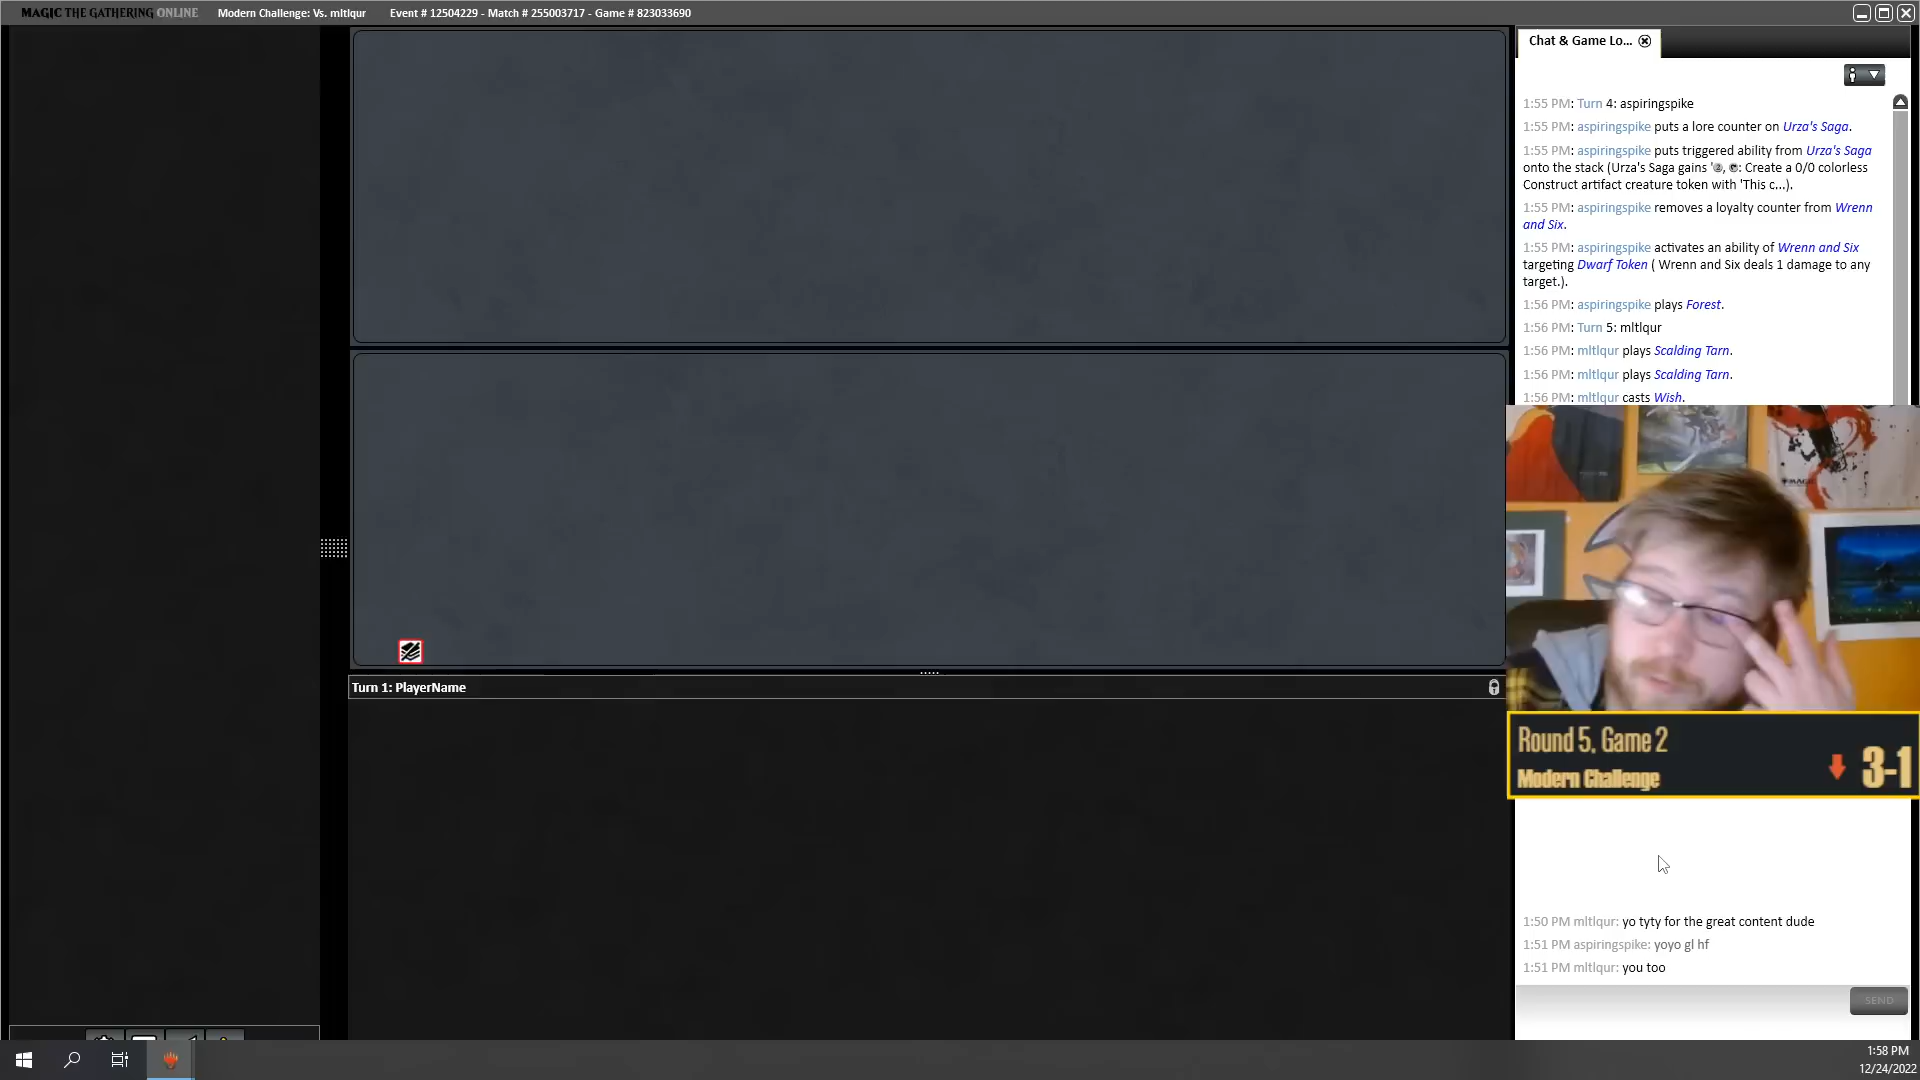 MAGIC THE GATHERING ONLINE Modern Challenge: Vs. mltlqur Event # 12504229 - Match # 255003717 - Game # 823033690
Chat & Game Lo...
1:55 PM: Turn 4: aspiringspike
1:55 PM: aspiringspike puts a lore counter on Urza's Saga.
1:55 PM: aspiringspike puts triggered ability from Urza's Saga
onto the stack (Urza's Saga gains '2, : Create a 0/0 colorless
Construct artifact creature token with 'This c...).
1:55 PM: aspiringspike removes a loyalty counter from Wrenn
and Six.
1:55 PM: aspiringspike activates an ability of Wrenn and Six
targeting Dwarf Token ( Wrenn and Six deals 1 damage to any
target.).
1:56 PM: aspiringspike plays Forest.
1:56 PM: Turn 5: mltlqur
1:56 PM: mltlqur plays Scalding Tarn.
1:56 PM: mltlqur plays Scalding Tarn.
1:56 PM: mltlqur casts Wish.
MAGIC
Turn 1: PlayerName
Round 5, Game 2
Modern Challenge
3-1
1:50 PM mltlqur: yo tyty for the great content dude
1:51 PM aspiringspike: yoyo gl hf
1:51 PM mltlqur: you too
SEND
1:58 PM
12/24/2022